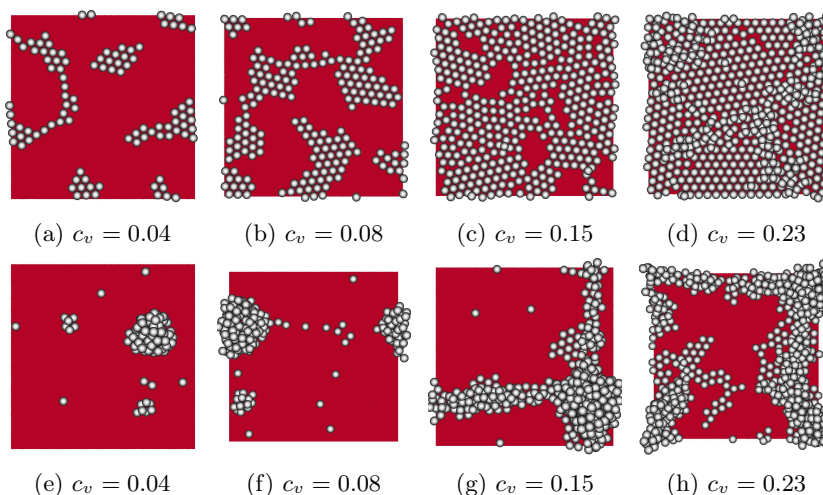 (a) $c_v = 0.04$ (b) $c_v = 0.08$ (c) $c_v = 0.15$ (d) $c_v = 0.23$
(e) $c_v = 0.04$ (f) $c_v = 0.08$ (g) $c_v = 0.15$ (h) $c_v = 0.23$